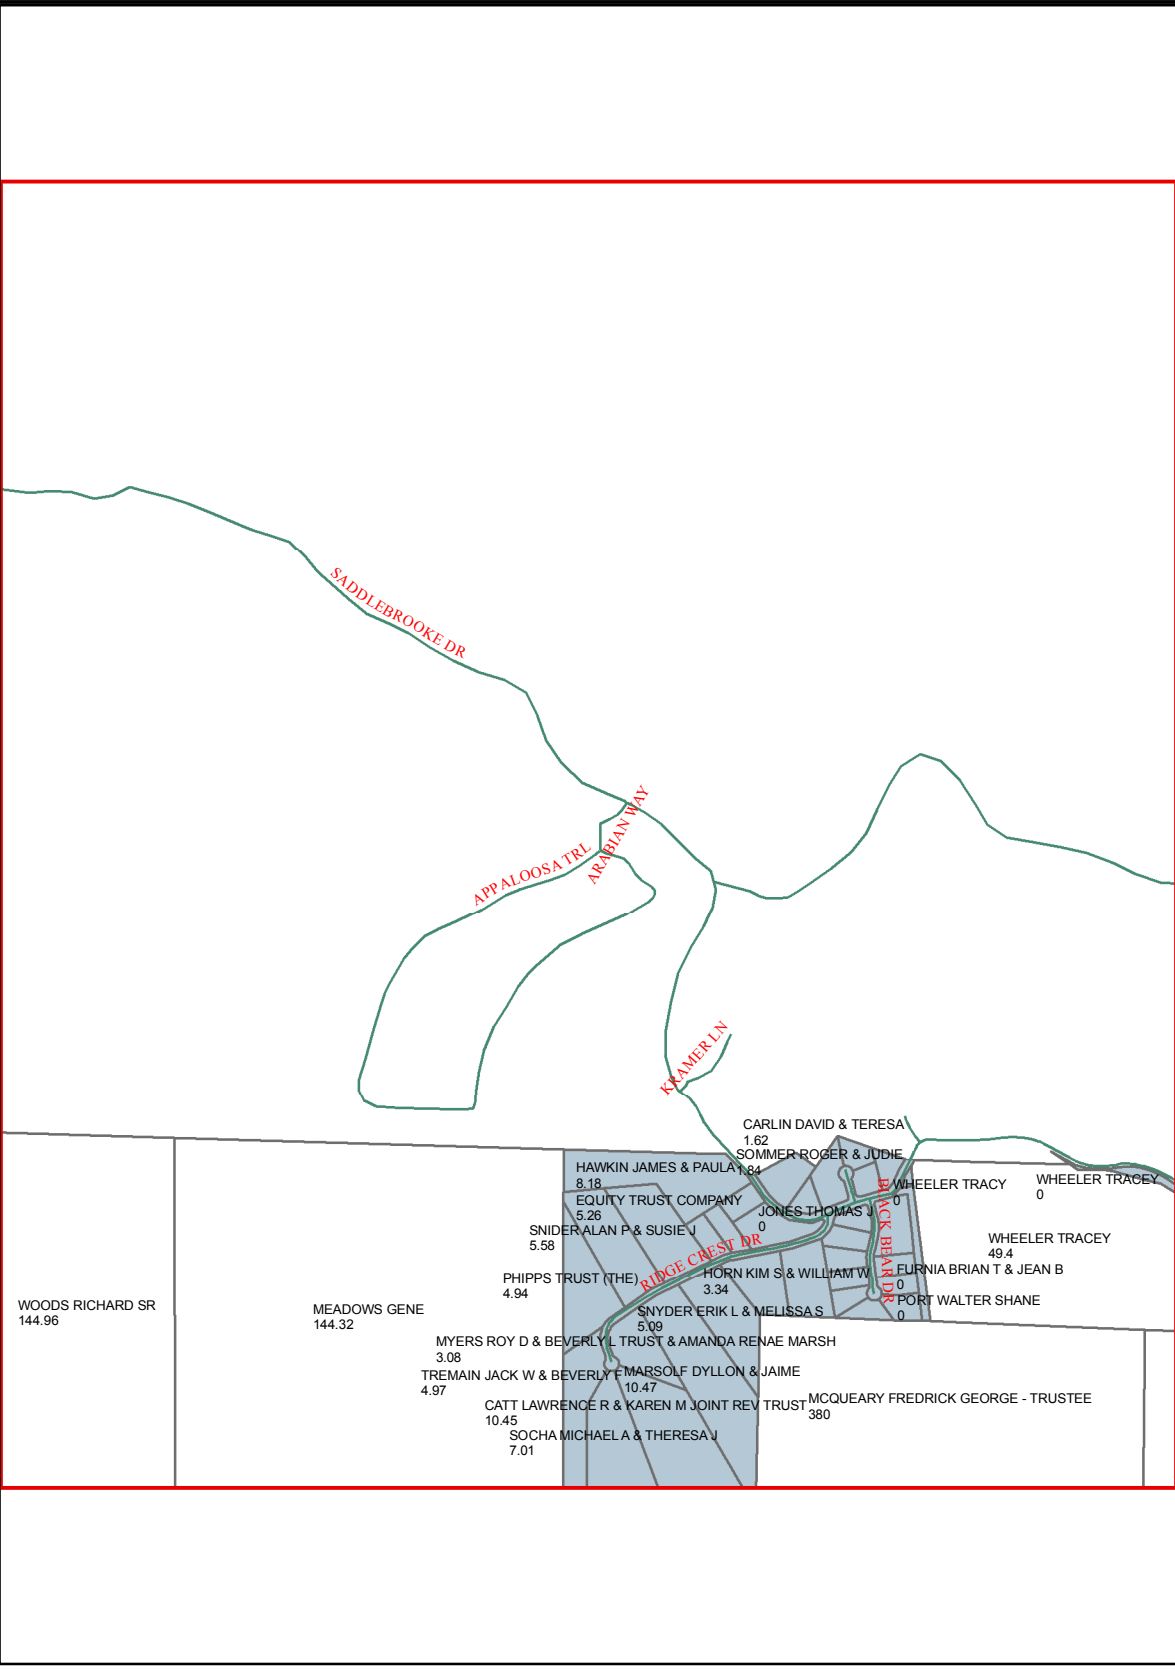 SADDLEBROOKE DR
ARABIAN WAY
APPALOOSA TRL
KRAMER LN
CARLIN DAVID & TERESA
1.62
SOMMER ROGER & JUDIE
1.84
HAWKIN JAMES & PAULA
8.18
WHEELER TRACY
0
WHEELER TRACEY
0
EQUITY TRUST COMPANY
5.26
JONES THOMAS J
0
BLACK BEAR DR
SNIDER ALAN P & SUSIE J
5.58
RIDGE CREST DR
WHEELER TRACEY
49.4
PHIPPS TRUST (THE)
4.94
HORN KIM S & WILLIAM W
3.34
FURNIA BRIAN T & JEAN B
0
PORT WALTER SHANE
0
WOODS RICHARD SR
144.96
MEADOWS GENE
144.32
SNYDER ERIK L & MELISSA S
5.09
MYERS ROY D & BEVERLY L TRUST & AMANDA RENAE MARSH
3.08
TREMAIN JACK W & BEVERLY F
4.97
MARSOLF DYLLON & JAIME
10.47
CATT LAWRENCE R & KAREN M JOINT REV TRUST
10.45
MCQUEARY FREDRICK GEORGE - TRUSTEE
380
SOCHA MICHAEL A & THERESA J
7.01